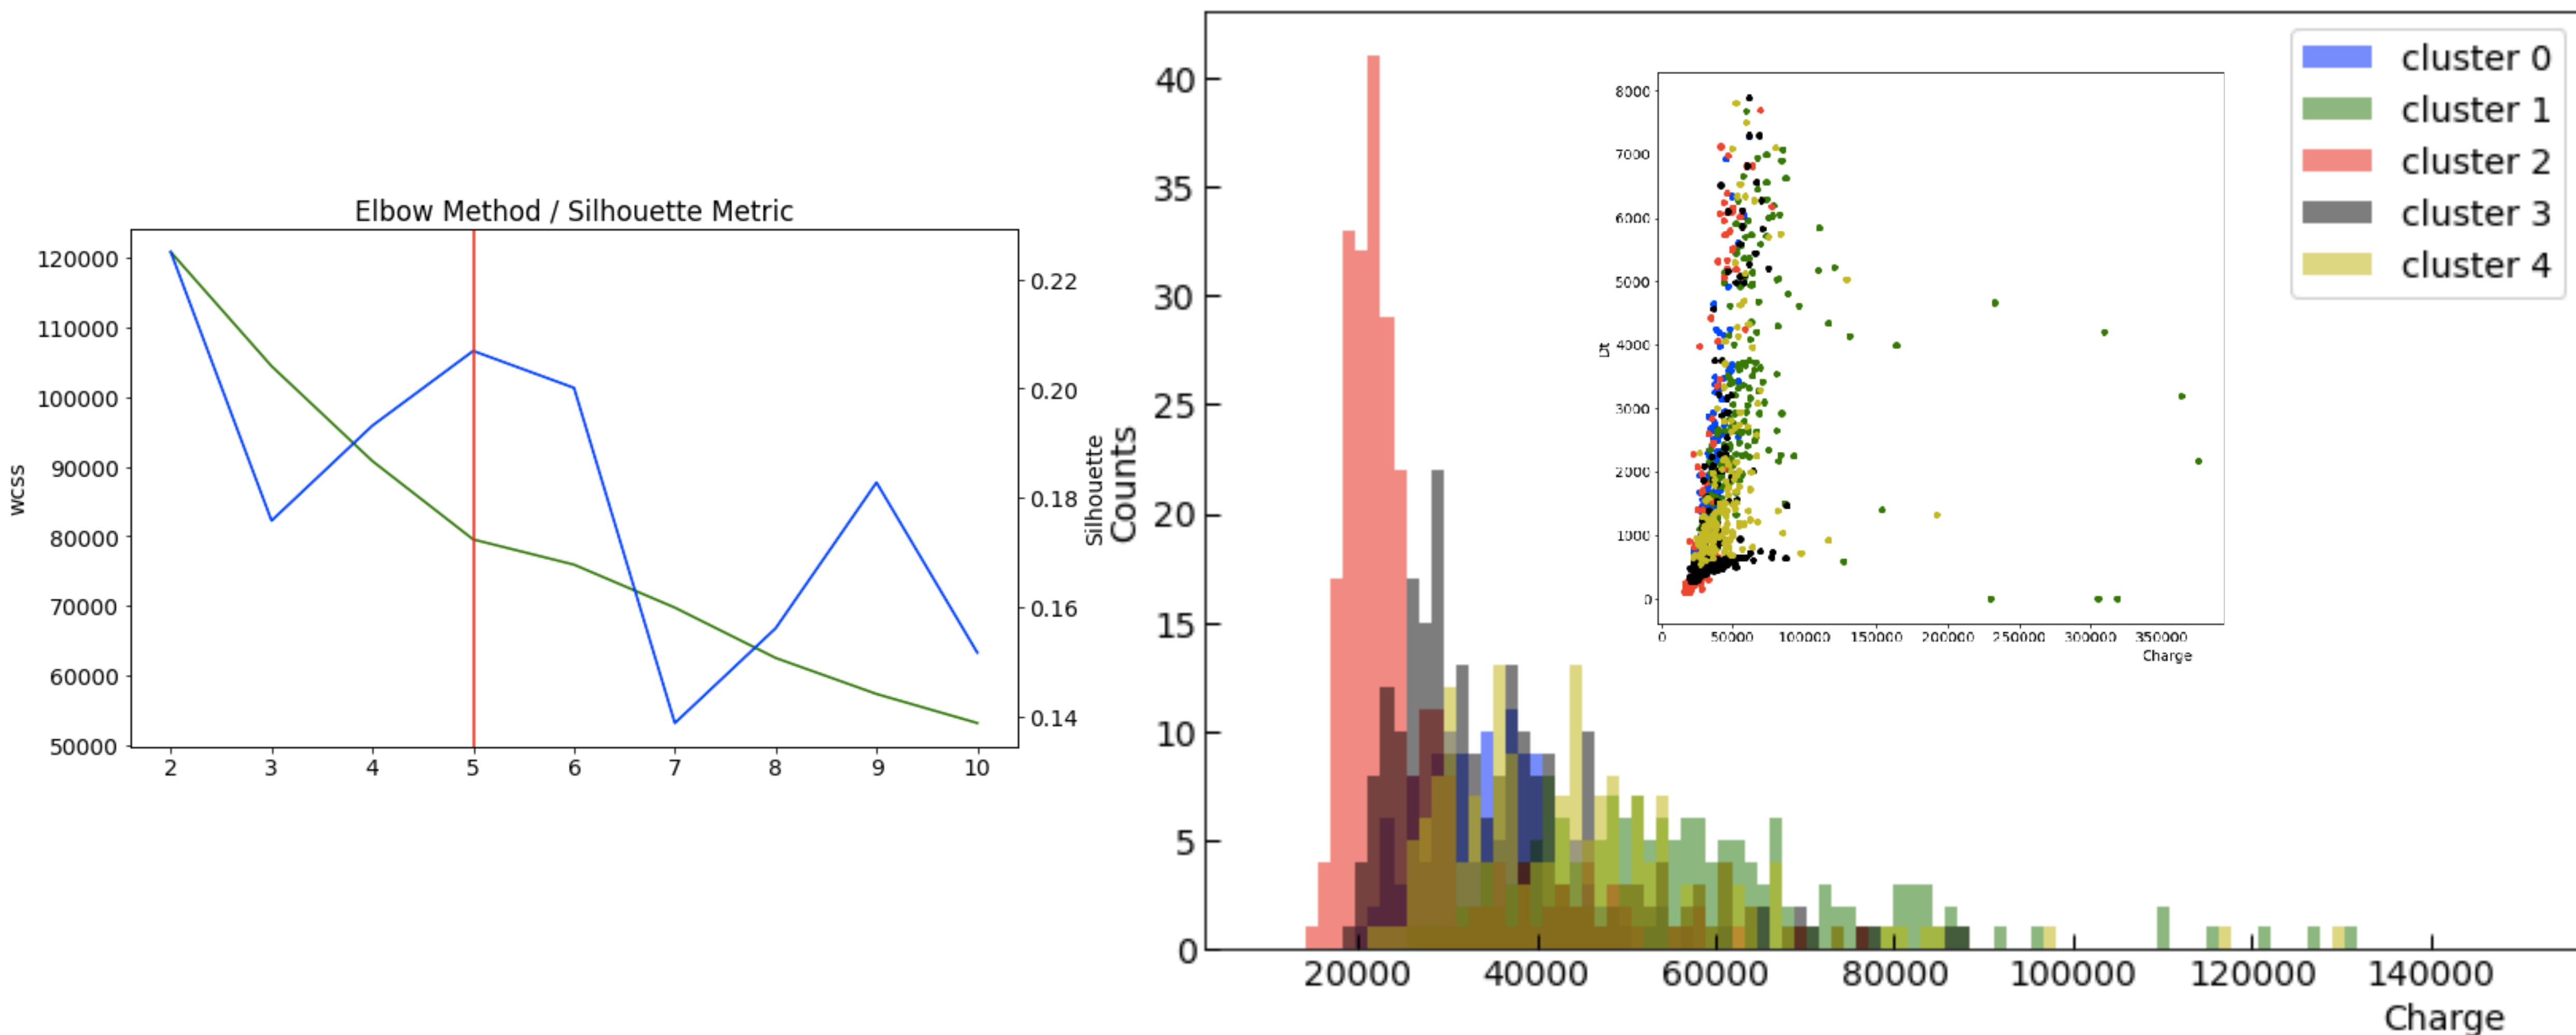 Elbow Method / Silhouette Metric
120000
110000
100000
90000
80000
70000
60000
50000
wcss
0.22
0.20
0.18
0.16
0.14
Silhouette
2 3 4 5 6 7 8 9 10
40
35
30
25
20
15
10
5
0
Counts
cluster 0
cluster 1
cluster 2
cluster 3
cluster 4
8000
7000
6000
5000
4000
3000
2000
1000
0
Dt
0 50000 100000 150000 200000 250000 300000 350000
Charge
20000 40000 60000 80000 100000 120000 140000
Charge